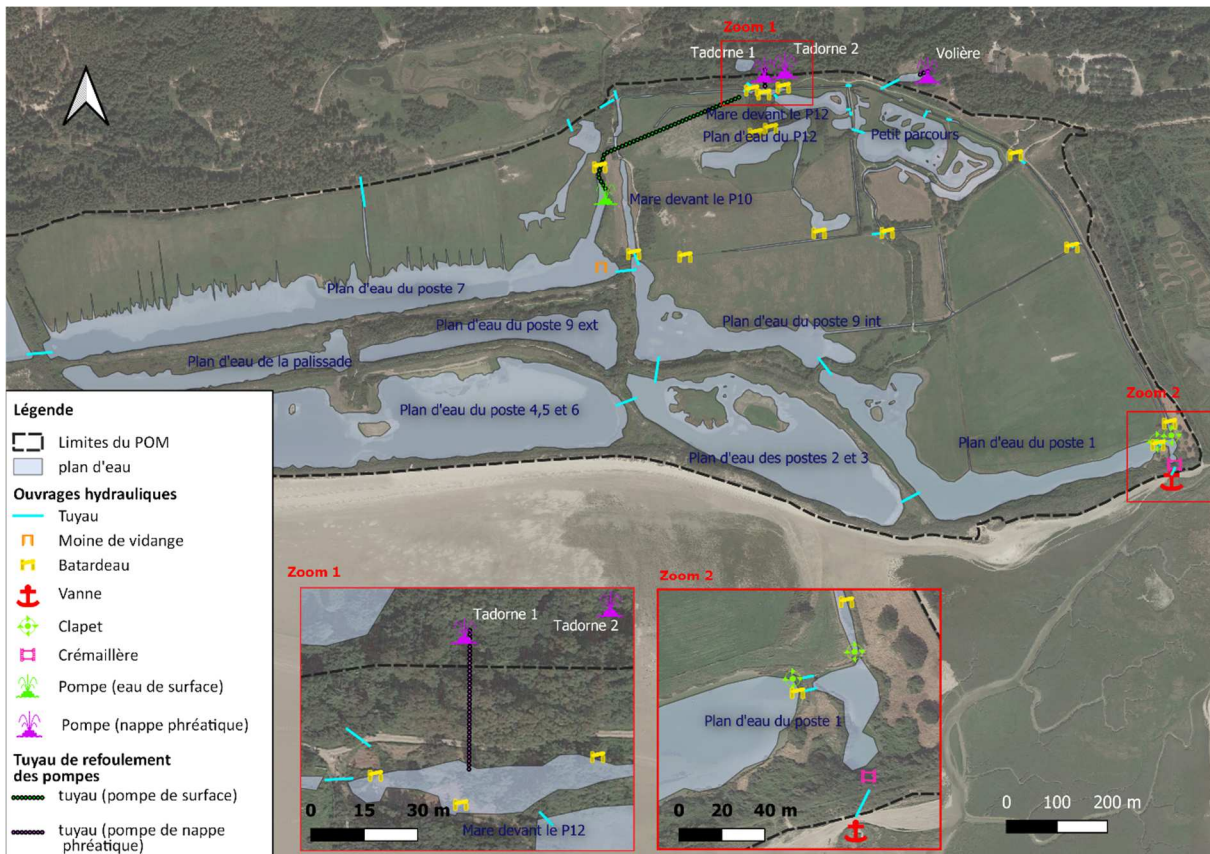 Zoom 1
Tadorne 1
Tadorne 2
Volière
Mare devant le P12
Plan d'eau du P12
Petit parcours
Mare devant le P10
Plan d'eau du poste 7
Plan d'eau du poste 9 ext
Plan d'eau du poste 9 int
Plan d'eau de la palissade
Plan d'eau du poste 4,5 et 6
Plan d'eau des postes 2 et 3
Plan d'eau du poste 1
Zoom 2
Légende
Limites du POM
plan d'eau
Ouvrages hydrauliques
Tuyau
Moine de vidange
Batardeau
Vanne
Clapet
Crémaillère
Pompe (eau de surface)
Pompe (nappe phréatique)
Tuyau de refoulement
des pompes
tuyau (pompe de surface)
tuyau (pompe de nappe
phréatique)
Zoom 1
Tadorne 1
Tadorne 2
0 15 30 m
Mare devant le P12
Zoom 2
Plan d'eau du poste 1
0 20 40 m
0 100 200 m